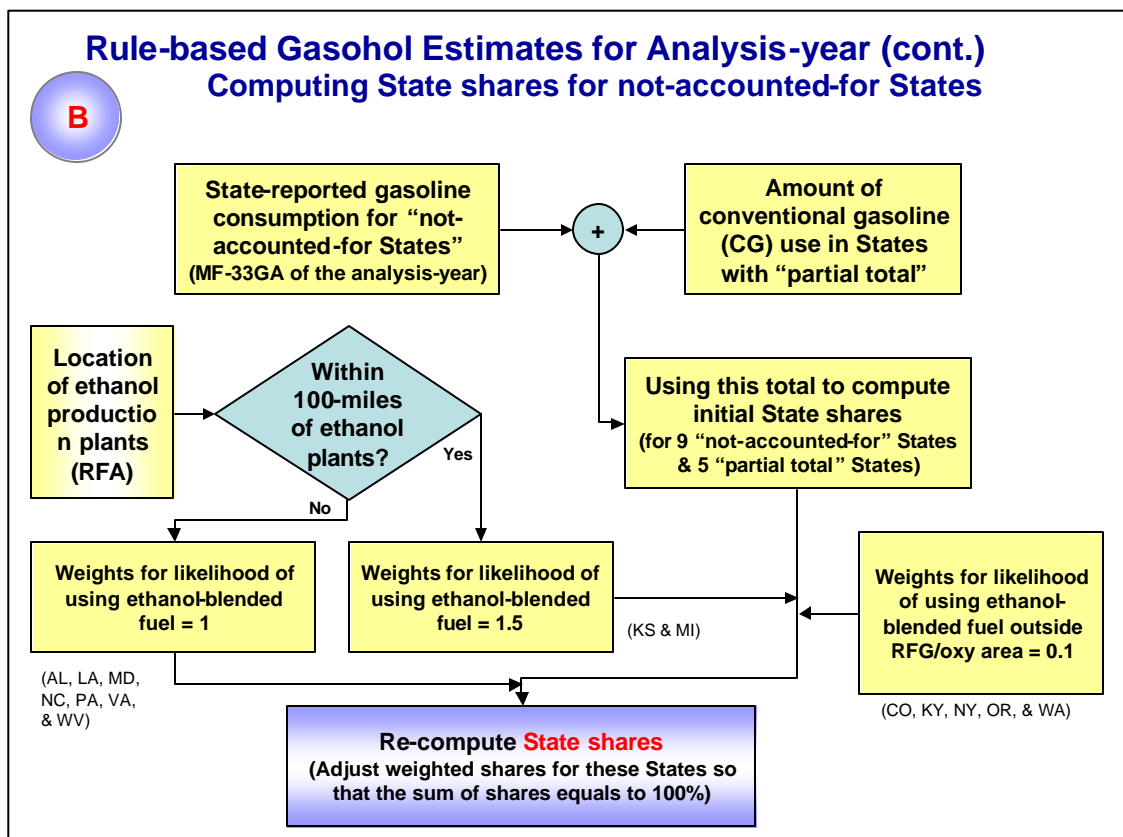 Rule-based Gasohol Estimates for Analysis-year (cont.)
Computing State shares for not-accounted-for States
B
State-reported gasoline
consumption for “not-
accounted-for States”
(MF-33GA of the analysis-year)
+
Amount of
conventional gasoline
(CG) use in States
with “partial total”
Location
of ethanol
productio
n plants
(RFA)
Within
100-miles
of ethanol
plants?
Yes
No
Using this total to compute
initial State shares
(for 9 “not-accounted-for” States
& 5 “partial total” States)
Weights for likelihood of
using ethanol-blended
fuel = 1
(AL, LA, MD,
NC, PA, VA,
& WV)
Weights for likelihood of
using ethanol-blended
fuel = 1.5
(KS & MI)
Weights for likelihood
of using ethanol-
blended fuel outside
RFG/oxy area = 0.1
(CO, KY, NY, OR, & WA)
Re-compute State shares
(Adjust weighted shares for these States so
that the sum of shares equals to 100%)